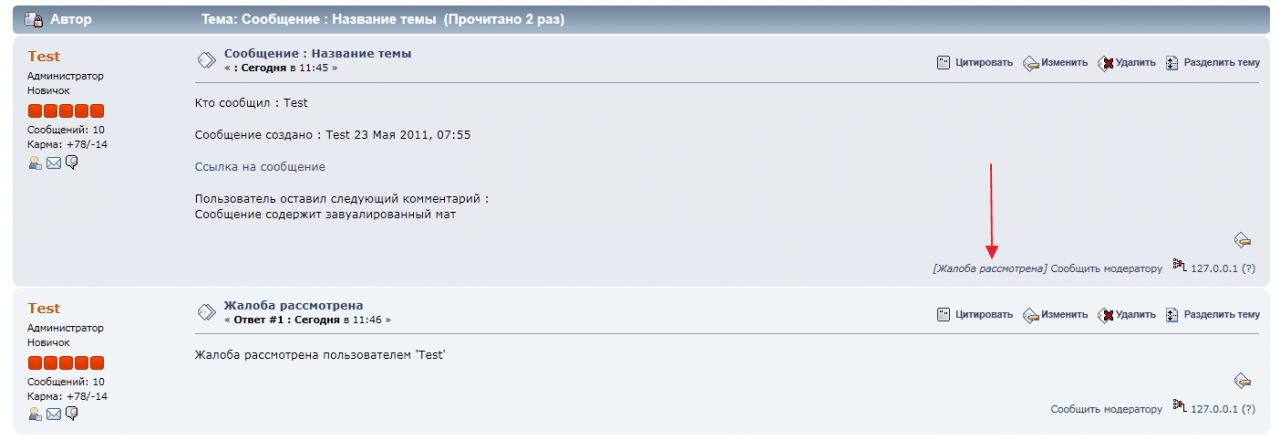 Автор Тема: Сообщение : Название темы (Прочитано 2 раз)
Test
Администратор
Новичок
Сообщений: 10
Карма: +78/-14
Сообщение : Название темы
« : Сегодня в 11:45 »
Цитировать Изменить Удалить Разделить тему
Кто сообщил : Test
Сообщение создано : Test 23 Мая 2011, 07:55
Ссылка на сообщение
Пользователь оставил следующий комментарий :
Сообщение содержит завуалированный мат
[Жалоба рассмотрена] Сообщить модератору 127.0.0.1 (?)
Test
Администратор
Новичок
Сообщений: 10
Карма: +78/-14
Жалоба рассмотрена
« Ответ #1 : Сегодня в 11:46 »
Цитировать Изменить Удалить Разделить тему
Жалоба рассмотрена пользователем 'Test'
Сообщить модератору 127.0.0.1 (?)